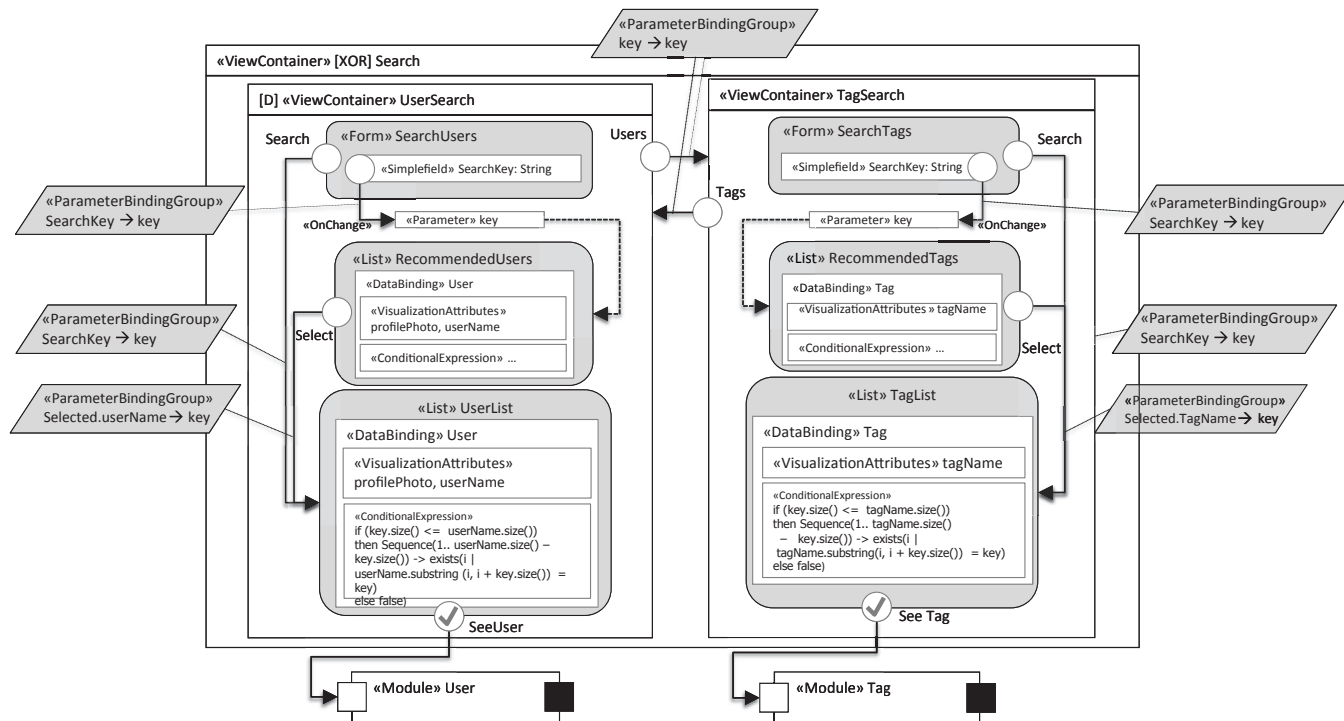 «ParameterBindingGroup»
key → key
«ViewContainer» [XOR] Search
[D] «ViewContainer» UserSearch
Search
«Form» SearchUsers
«Simplefield» SearchKey: String
Users
«ParameterBindingGroup»
SearchKey → key
«OnChange»
«Parameter» key
«List» RecommendedUsers
«DataBinding» User
«VisualizationAttributes»
profilePhoto, userName
«ConditionalExpression» ...
Select
«ParameterBindingGroup»
SearchKey → key
«ParameterBindingGroup»
Selected.userName → key
«List» UserList
«DataBinding» User
«VisualizationAttributes»
profilePhoto, userName
«ConditionalExpression»
if (key.size() <= userName.size())
then Sequence(1.. userName.size() –
key.size()) -> exists(i |
userName.substring (i, i + key.size()) =
key)
else false)
SeeUser
«Module» User
«ViewContainer» TagSearch
«Form» SearchTags
Search
«Simplefield» SearchKey: String
Tags
«Parameter» key
«OnChange»
«ParameterBindingGroup»
SearchKey → key
«List» RecommendedTags
«DataBinding» Tag
«VisualizationAttributes» tagName
«ConditionalExpression» ...
Select
«ParameterBindingGroup»
SearchKey → key
«ParameterBindingGroup»
Selected.TagName → key
«List» TagList
«DataBinding» Tag
«VisualizationAttributes» tagName
«ConditionalExpression»
if (key.size() <= tagName.size())
then Sequence(1.. tagName.size()
– key.size()) -> exists(i |
tagName.substring(i, i + key.size()) = key)
else false)
See Tag
«Module» Tag